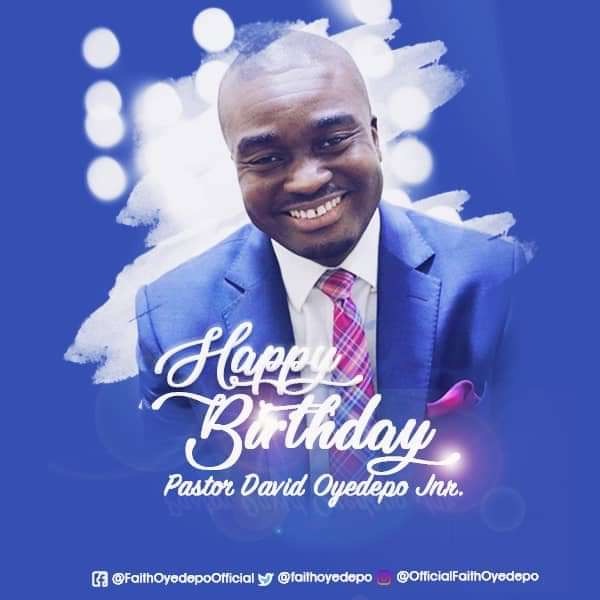 Happy
Birthday
Pastor David Oyedepo Jnr.
@FaithOyedepoOfficial @faithoyedepo @OfficialFaithOyedepo